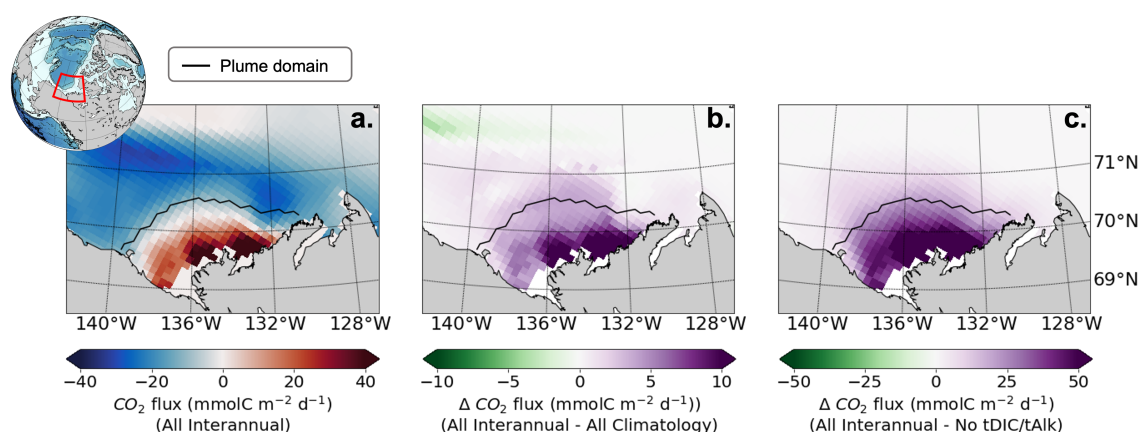 Plume domain
a.
b.
c.
71°N
70°N
69°N
140°W 136°W 132°W 128°W
140°W 136°W 132°W 128°W
140°W 136°W 132°W 128°W
−40 −20 0 20 40
CO₂ flux (mmolC m⁻² d⁻¹)
(All Interannual)
−10 −5 0 5 10
Δ CO₂ flux (mmolC m⁻² d⁻¹))
(All Interannual - All Climatology)
−50 −25 0 25 50
Δ CO₂ flux (mmolC m⁻² d⁻¹)
(All Interannual - No tDIC/tAlk)